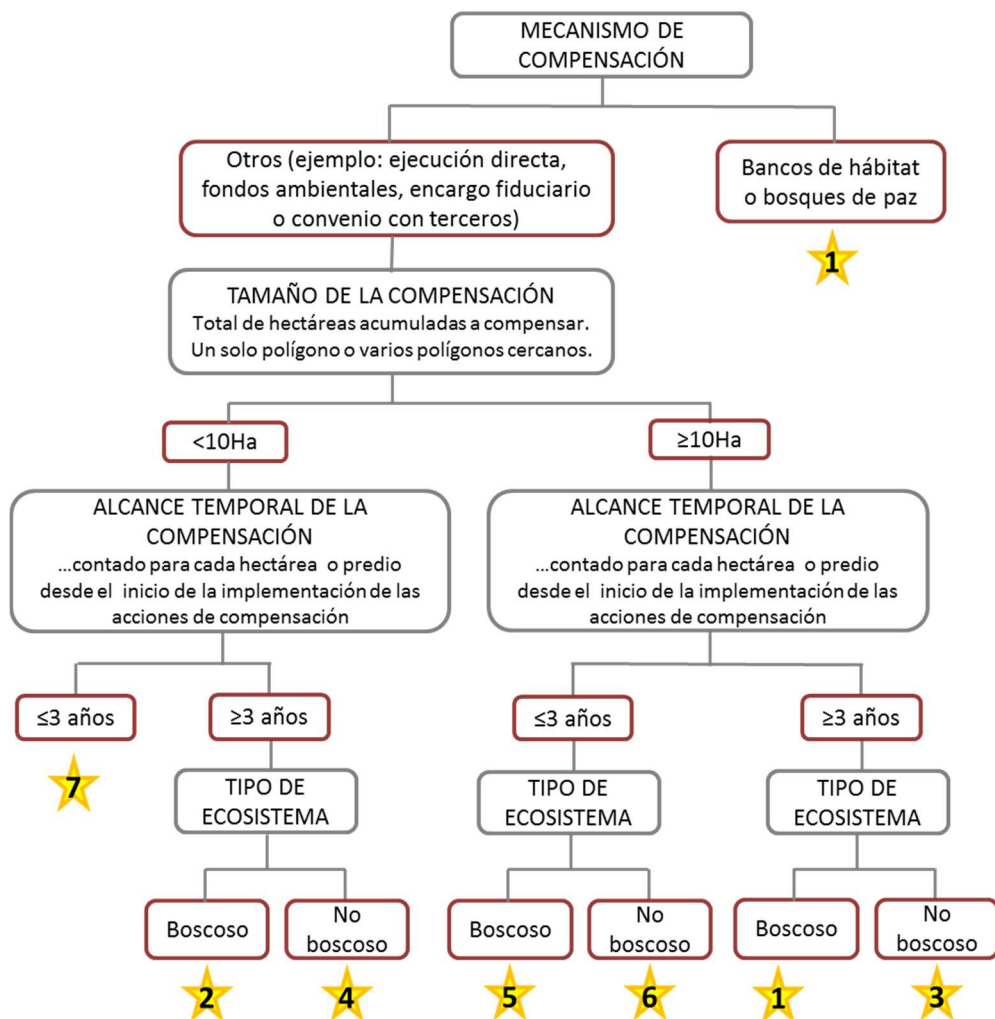 MECANISMO DE
COMPENSACIÓN
Otros (ejemplo: ejecución directa,
fondos ambientales, encargo fiduciario
o convenio con terceros)
Bancos de hábitat
o bosques de paz
1
TAMAÑO DE LA COMPENSACIÓN
Total de hectáreas acumuladas a compensar.
Un solo polígono o varios polígonos cercanos.
<10Ha
≥10Ha
ALCANCE TEMPORAL DE LA
COMPENSACIÓN
...contado para cada hectárea o predio
desde el inicio de la implementación de las
acciones de compensación
ALCANCE TEMPORAL DE LA
COMPENSACIÓN
...contado para cada hectárea o predio
desde el inicio de la implementación de las
acciones de compensación
≤3 años
≥3 años
≤3 años
≥3 años
7
TIPO DE
ECOSISTEMA
TIPO DE
ECOSISTEMA
TIPO DE
ECOSISTEMA
Boscoso
No
boscoso
Boscoso
No
boscoso
Boscoso
No
boscoso
2
4
5
6
1
3